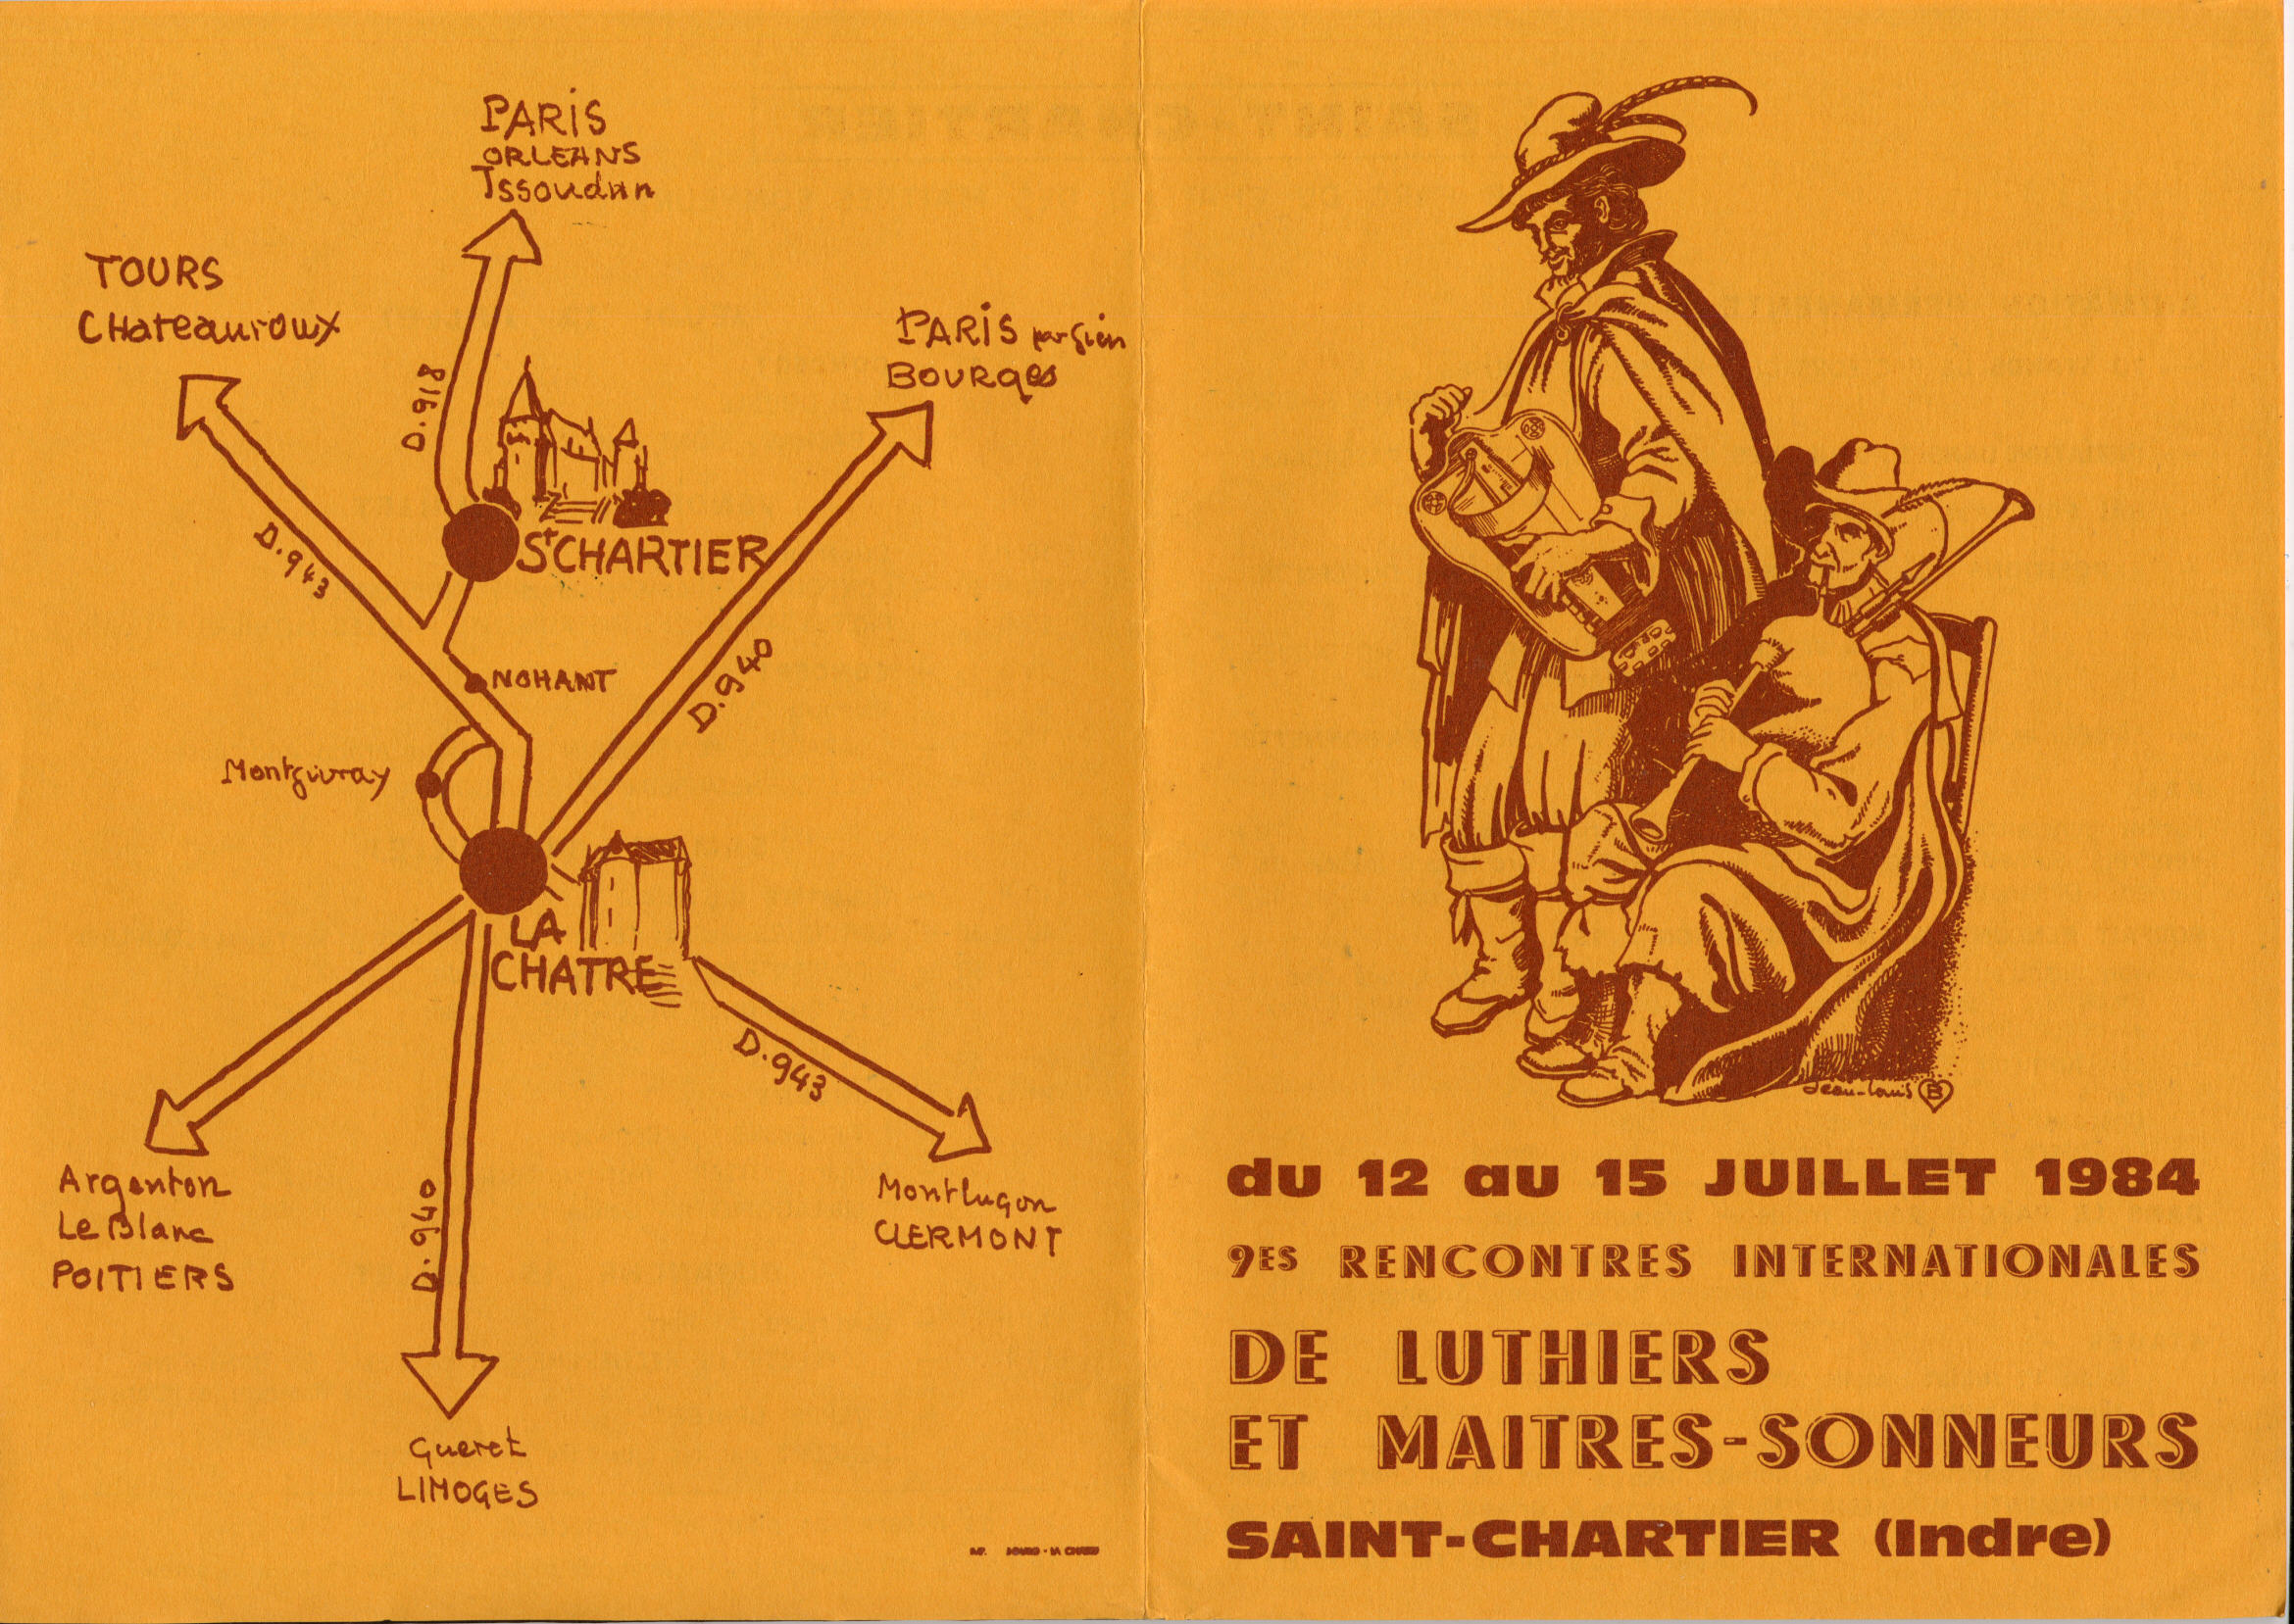 PARIS
ORLEANS
Issoudun
TOURS
CHateauroux
PARIS par Gien
BOURGES
D.918
D.943
St CHARTIER
D.940
NOHANT
Montgivray
LA
CHATRE
D.943
Argenton
Le Blanc
POITIERS
D.940
Montluçon
CLERMONT
Gueret
LIMOGES
Jean-Louis B
du 12 au 15 JUILLET 1984
9ES RENCONTRES INTERNATIONALES
DE LUTHIERS
ET MAITRES-SONNEURS
SAINT-CHARTIER (Indre)